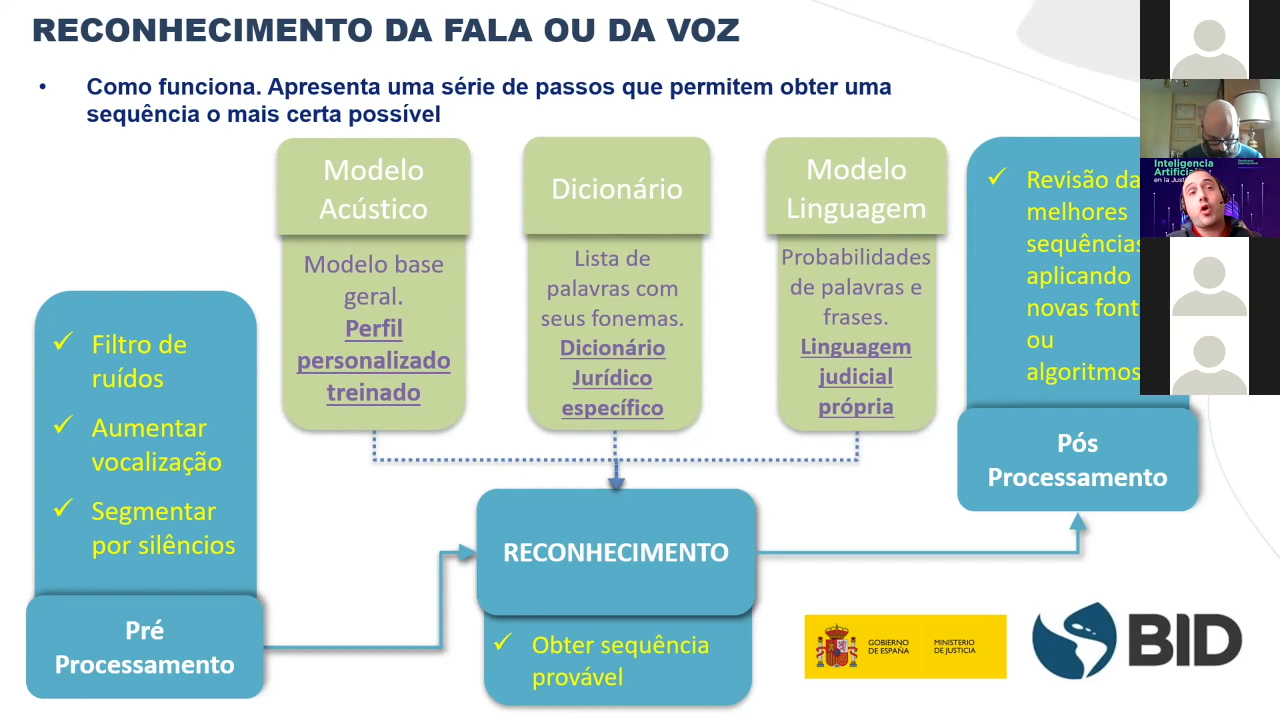 RECONHECIMENTO DA FALA OU DA VOZ
• Como funciona. Apresenta uma série de passos que permitem obter uma
sequência o mais certa possível
Modelo
Acústico
Modelo base
geral.
Perfil
personalizado
treinado
Dicionário
Lista de
palavras com
seus fonemas.
Dicionário
Jurídico
específico
Modelo
Linguagem
Probabilidades
de palavras e
frases.
Linguagem
judicial
própria
Revisão da
melhores
sequências
aplicando
novas font
ou
algoritmos
Pós
Processamento
Filtro de
ruídos
Aumentar
vocalização
Segmentar
por silêncios
Pré
Processamento
RECONHECIMENTO
Obter sequência
provável
GOBIERNO
DE ESPAÑA
MINISTERIO
DE JUSTICIA
BID
Inteligencia
Artificial
en la Justi